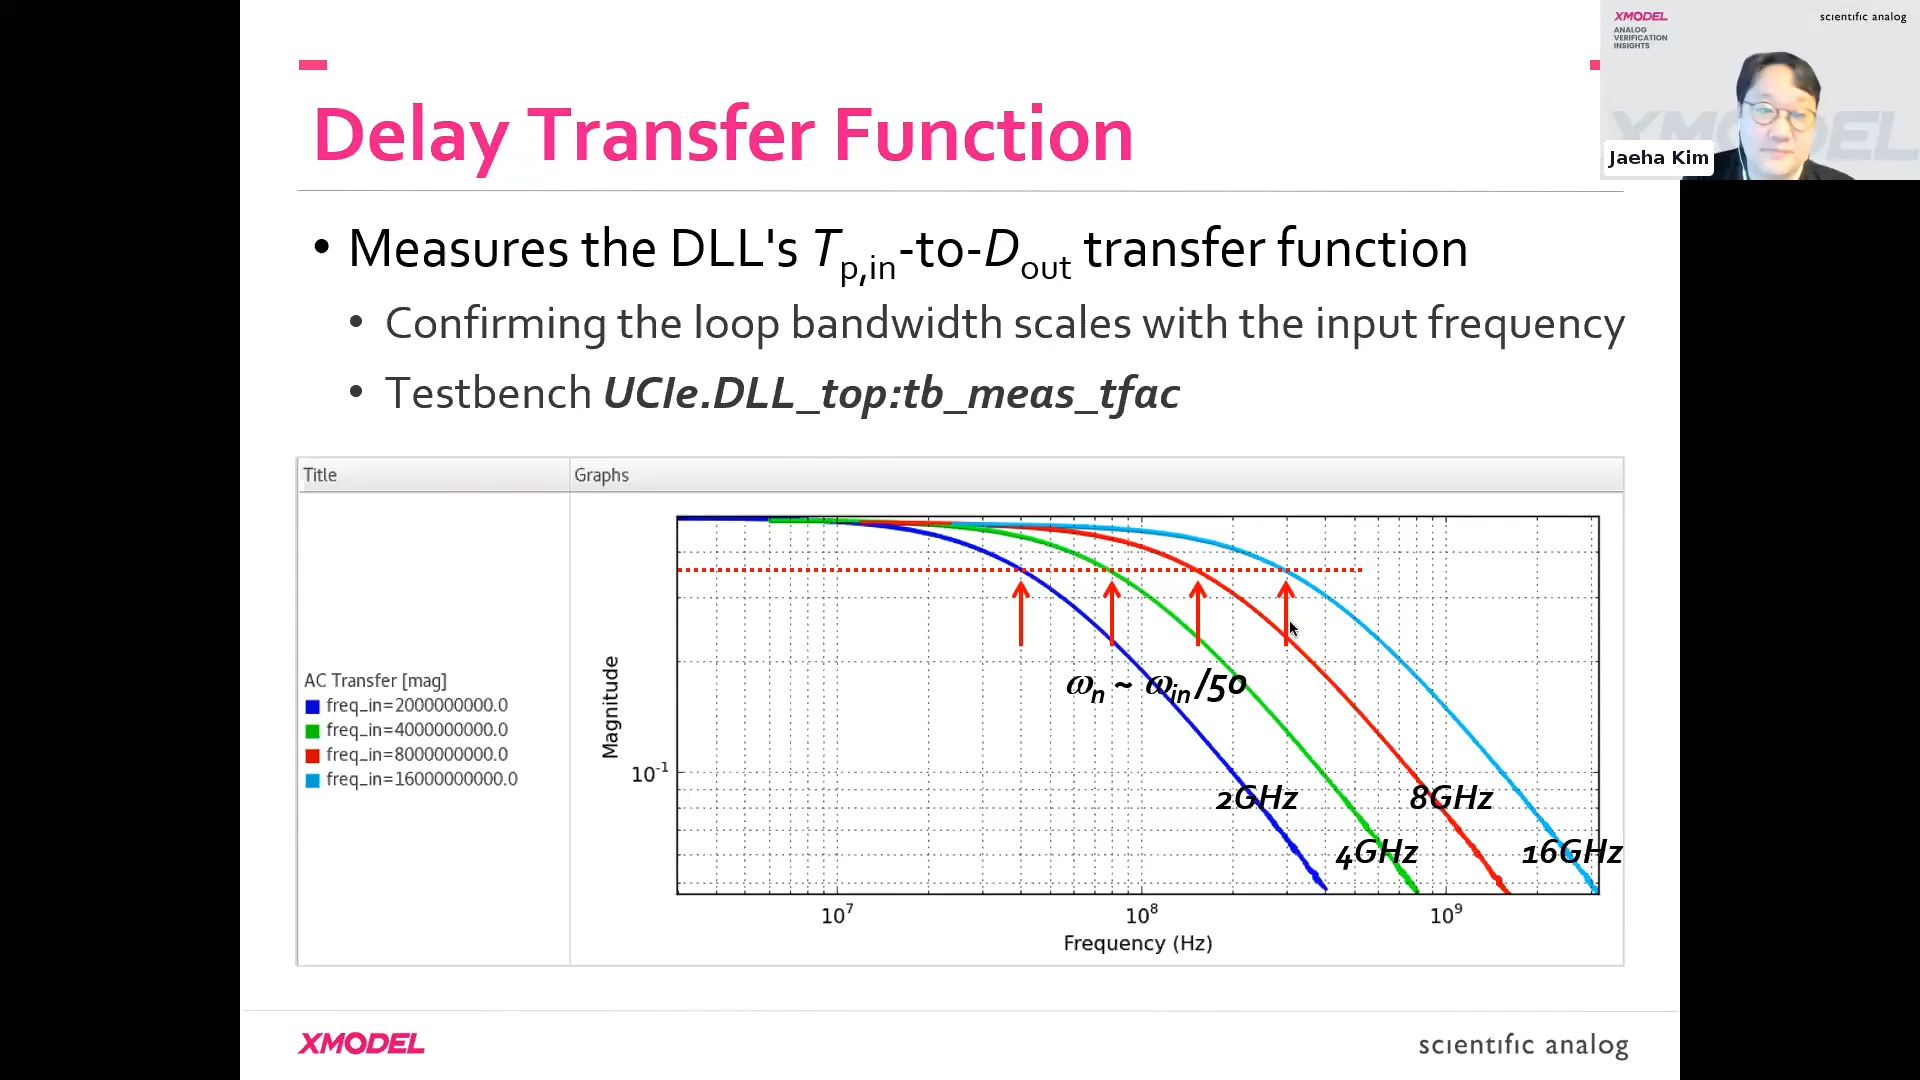 XMODEL
scientific analog
ANALOG
VERIFICATION
INSIGHTS
XMODEL
Jaeha Kim
Delay Transfer Function
• Measures the DLL's Tp,in-to-Dout transfer function
• Confirming the loop bandwidth scales with the input frequency
• Testbench UCIe.DLL_top:tb_meas_tfac
Title
Graphs
AC Transfer [mag]
freq_in=2000000000.0
freq_in=4000000000.0
freq_in=8000000000.0
freq_in=16000000000.0
Magnitude
10-1
ωn ~ ωin/50
2GHz
8GHz
4GHz
16GHz
10⁷
10⁸
10⁹
Frequency (Hz)
XMODEL
scientific analog